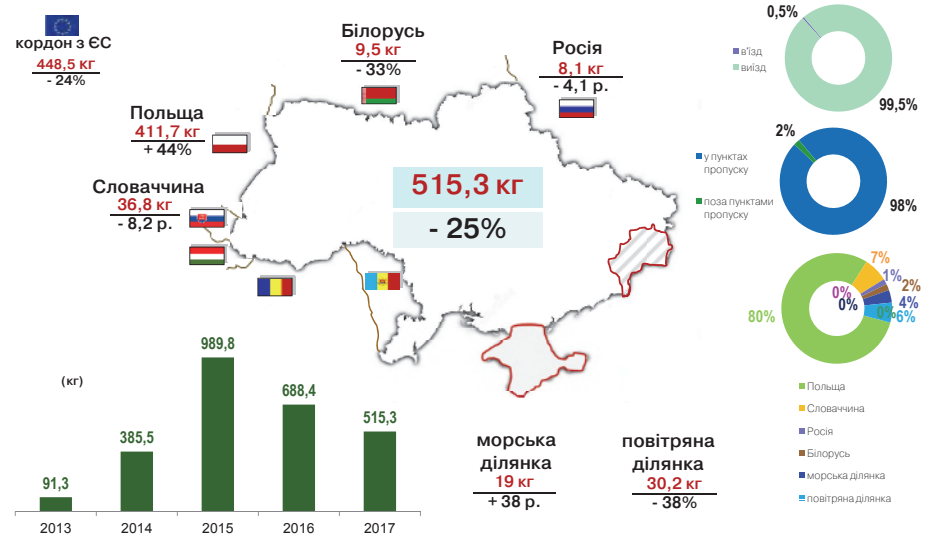 кордон з ЄС
448,5 кг
- 24%
Білорусь
9,5 кг
- 33%
Росія
8,1 кг
- 4,1 р.
Польща
411,7 кг
+ 44%
Словаччина
36,8 кг
- 8,2 р.
515,3 кг
- 25%
0,5%
в'їзд
виїзд
99,5%
2%
у пунктах
пропуску
поза пунктами
пропуску
98%
7%
1%
2%
4%
6%
0%
0%
0%
80%
Польща
Словаччина
Росія
Білорусь
морська ділянка
повітряна ділянка
(кг)
91,3
385,5
989,8
688,4
515,3
2013
2014
2015
2016
2017
морська
ділянка
19 кг
+ 38 р.
повітряна
ділянка
30,2 кг
- 38%